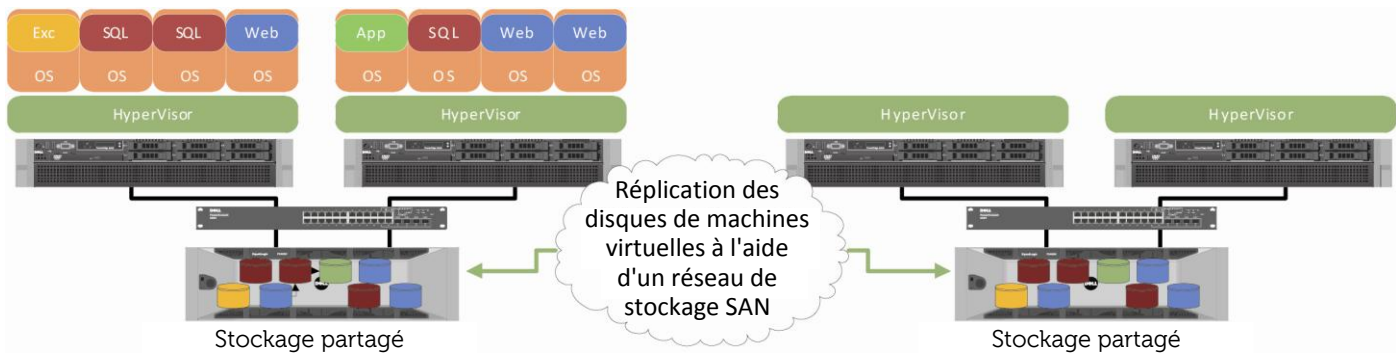 Exc SQL SQL Web
OS OS OS OS
HyperVisor
App SQL Web Web
OS OS OS OS
HyperVisor
HyperVisor
HyperVisor
Réplication des
disques de machines
virtuelles à l'aide
d'un réseau de
stockage SAN
Stockage partagé
Stockage partagé